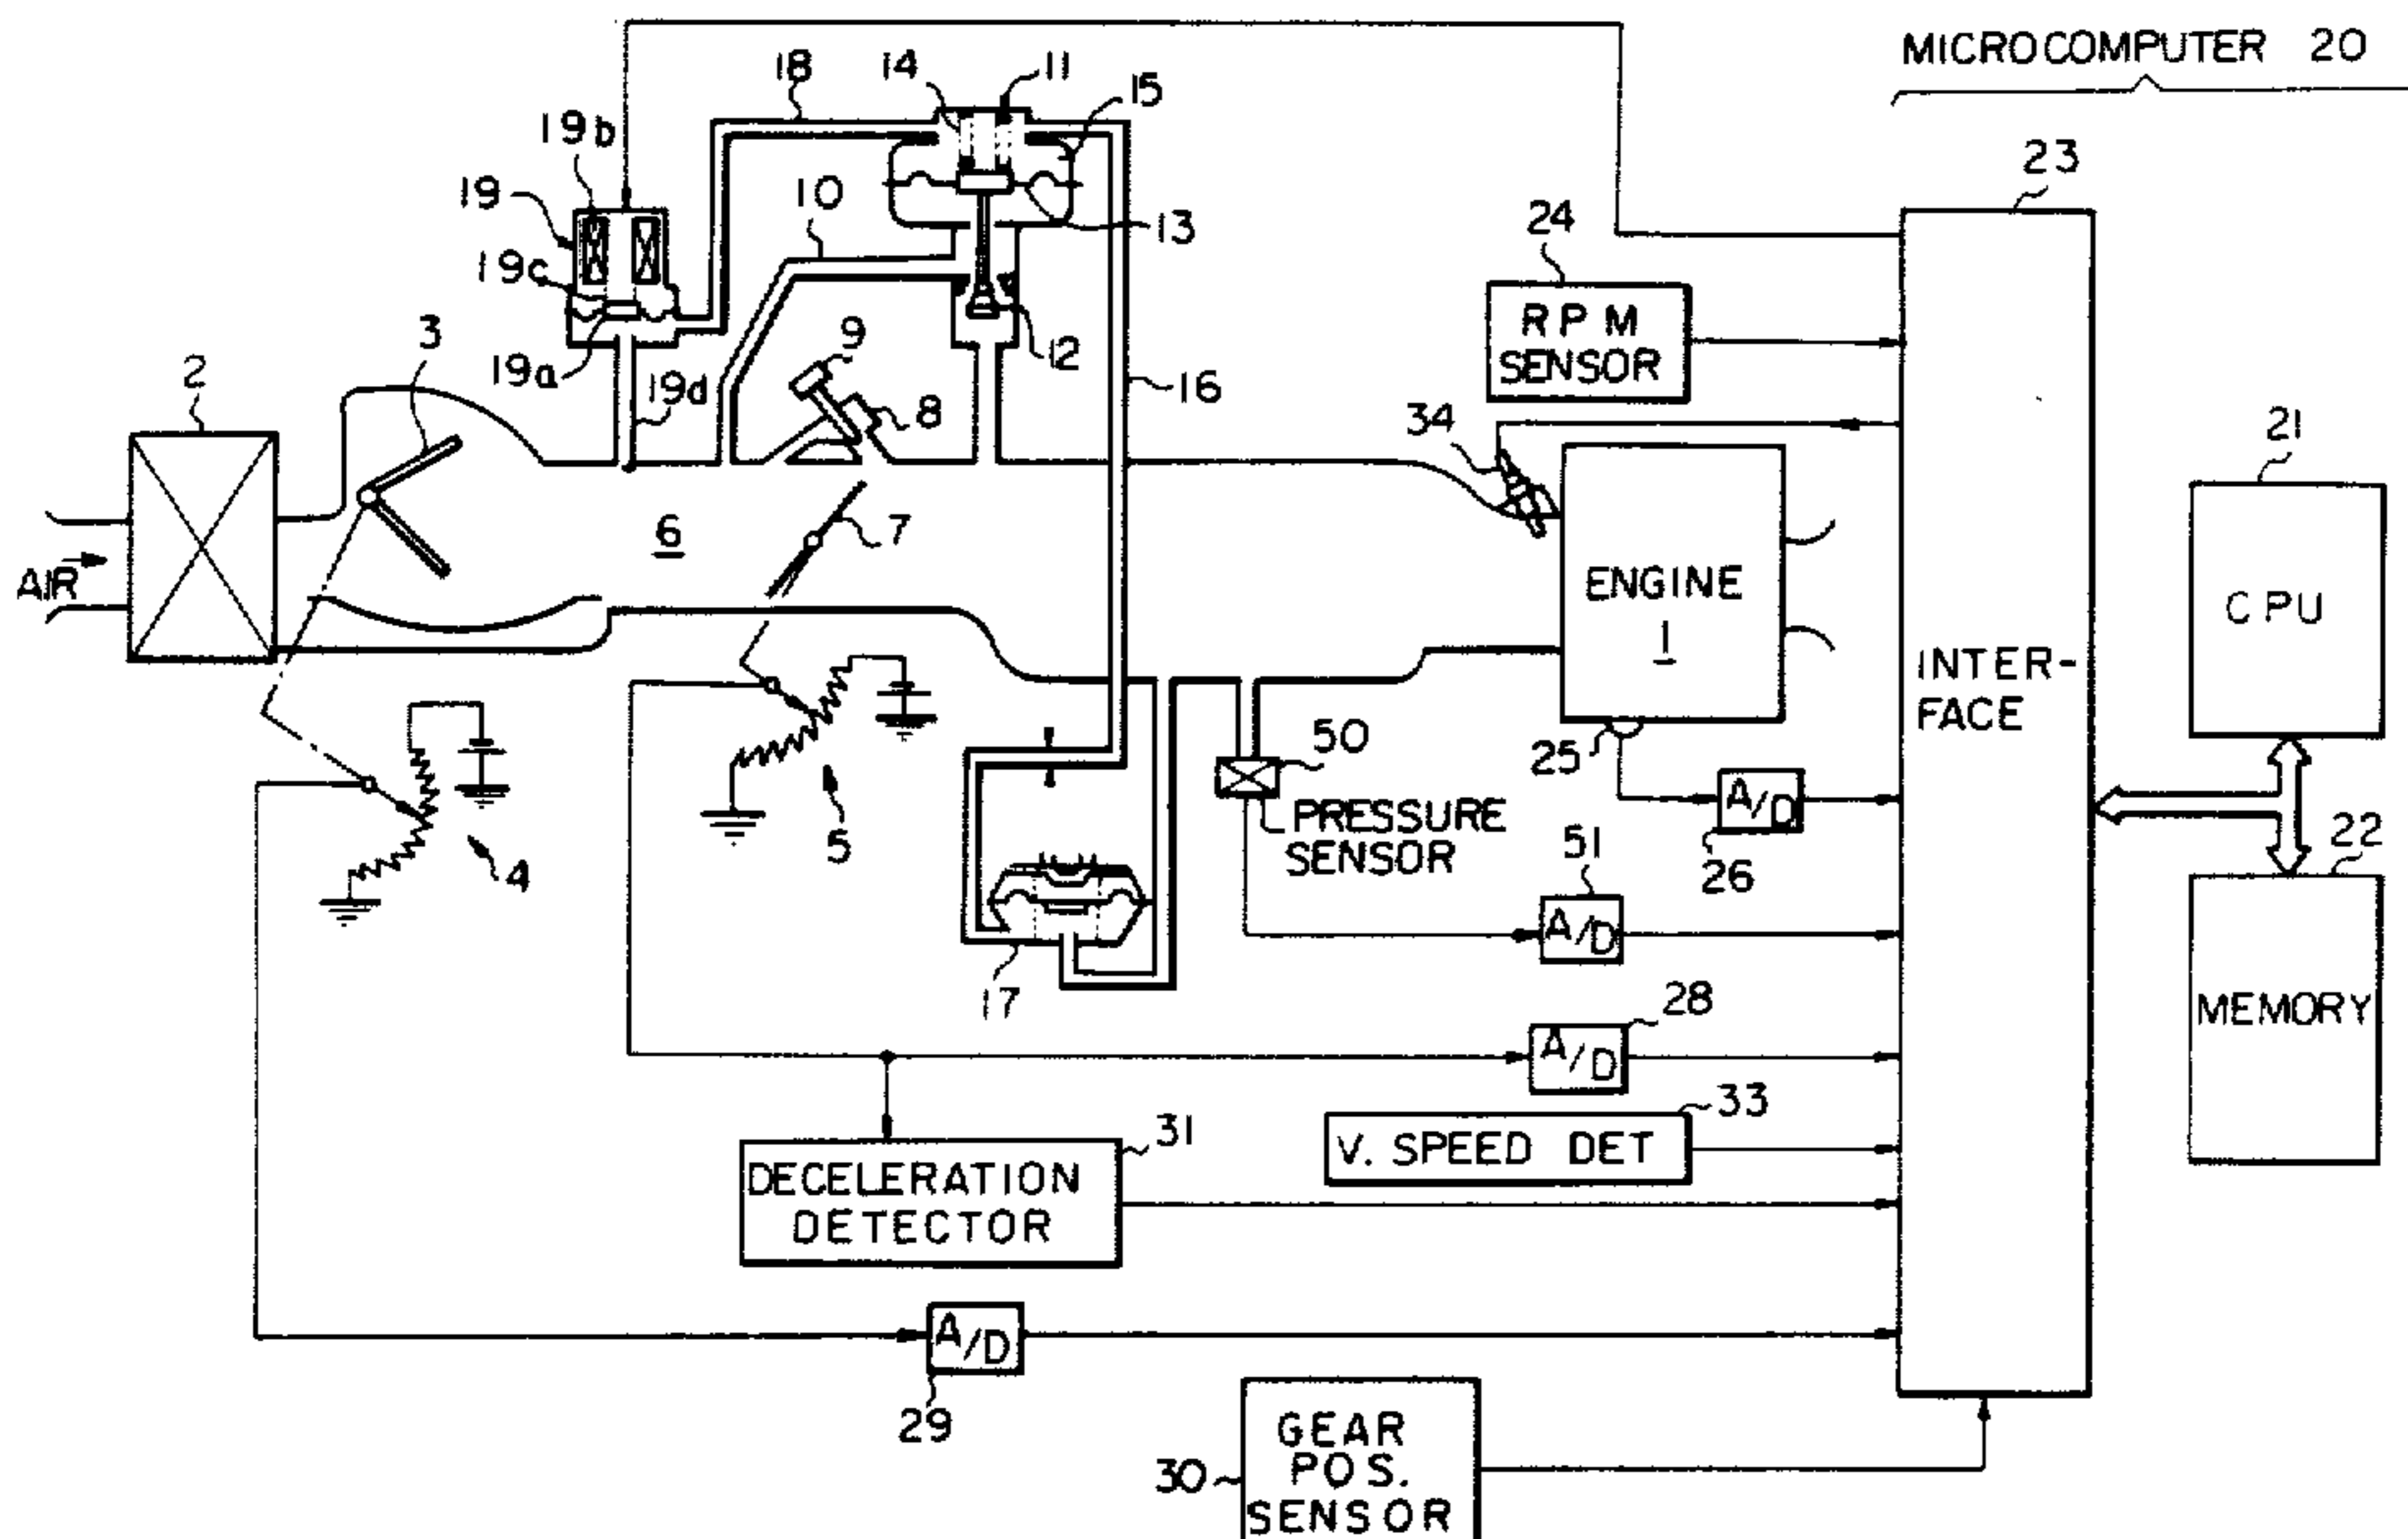 MICROCOMPUTER 20
18
14
11
15
19b
19
10
23
13
24
19c
RPM
SENSOR
3
9
12
2
19a
19d
16
8
34
21
6
7
AIR
ENGINE
1
CPU
INTER-
FACE
50
25
A/D
PRESSURE
SENSOR
5
51
22
26
4
A/D
17
MEMORY
28
A/D
33
31
V. SPEED DET
DECELERATION
DETECTOR
A/D
29
GEAR
POS.
SENSOR
30